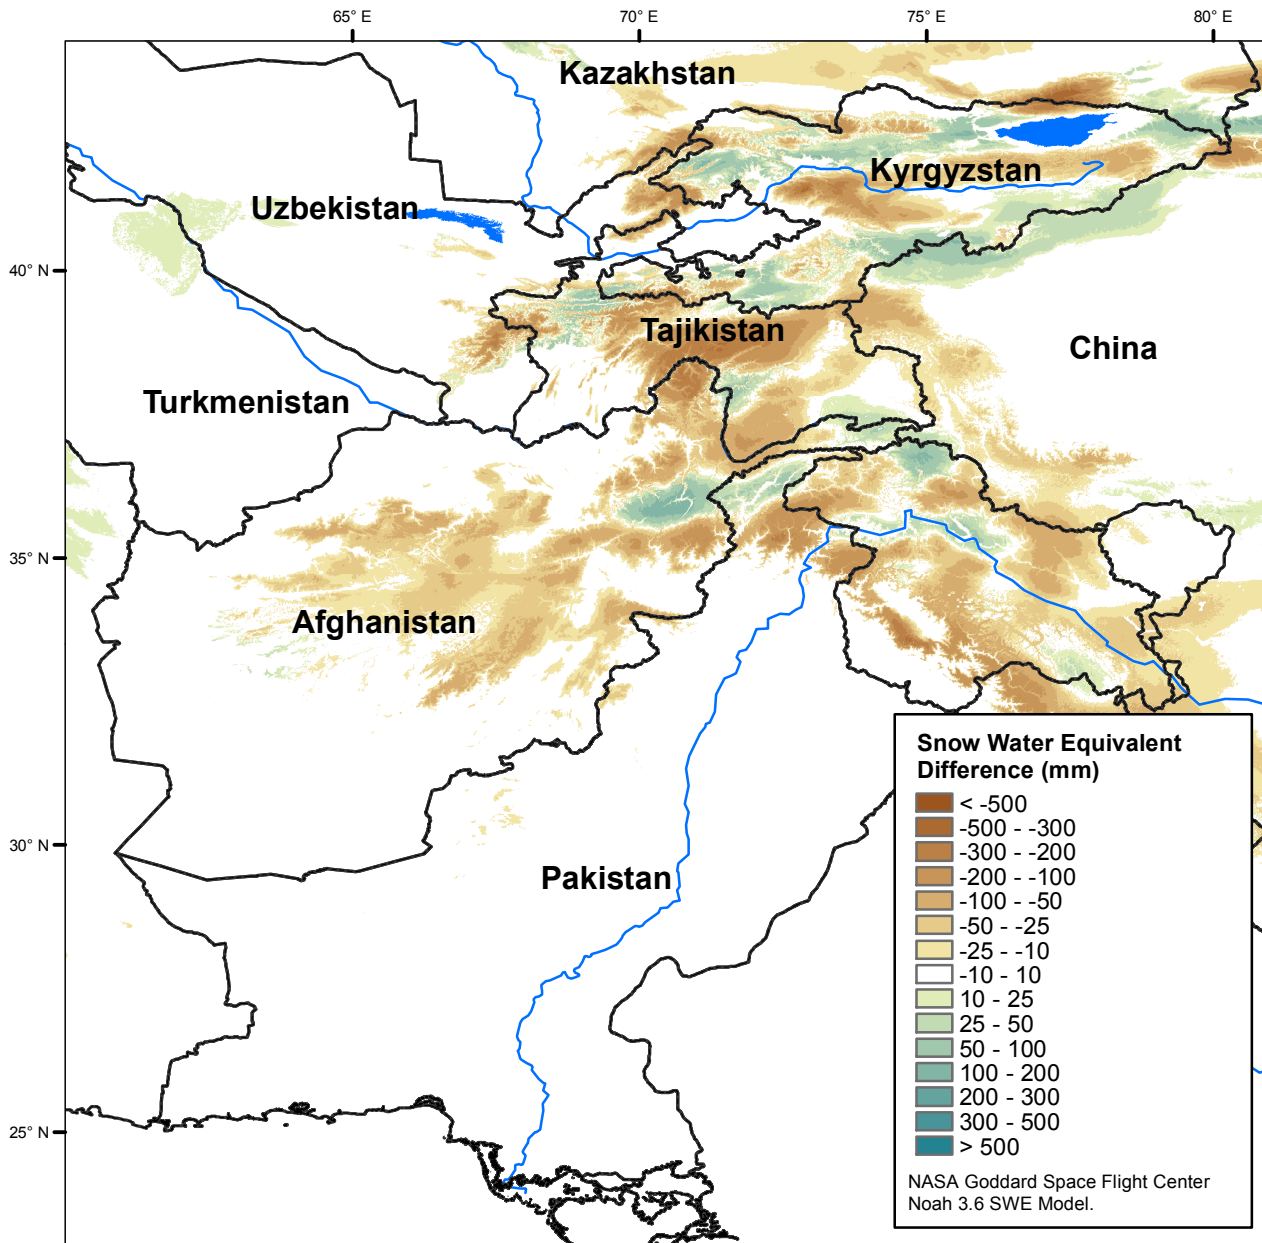 65° E
70° E
75° E
80° E
Kazakhstan
Kyrgyzstan
Uzbekistan
40° N
Tajikistan
China
Turkmenistan
35° N
Afghanistan
30° N
Pakistan
25° N
Snow Water Equivalent
Difference (mm)
< -500
-500 - -300
-300 - -200
-200 - -100
-100 - -50
-50 - -25
-25 - -10
-10 - 10
10 - 25
25 - 50
50 - 100
100 - 200
200 - 300
300 - 500
> 500
NASA Goddard Space Flight Center
Noah 3.6 SWE Model.